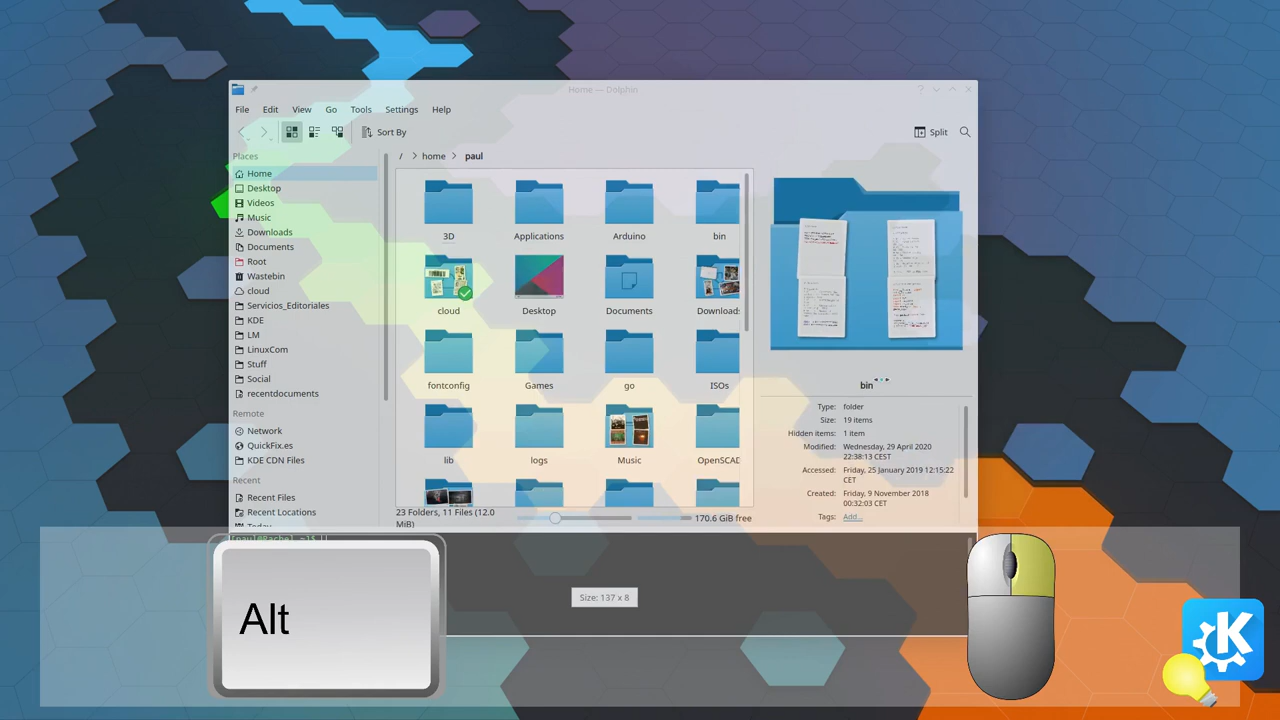 Home — Dolphin
File Edit View Go Tools Settings Help
Sort By
Split
Places
/ > home > paul
Home
Desktop
Videos
Music
Downloads
Documents
Root
Wastebin
cloud
Servicios_Editoriales
KDE
LM
LinuxCom
Stuff
Social
recentdocuments
Remote
Network
QuickFix.es
KDE CDN Files
Recent
Recent Files
Recent Locations
Today
3D Applications Arduino bin
cloud Desktop Documents Downloads
fontconfig Games go ISOs
lib logs Music OpenSCAD
23 Folders, 11 Files (12.0
MiB)
170.6 GiB free
bin
Type: folder
Size: 19 items
Hidden items: 1 item
Modified: Wednesday, 29 April 2020
22:38:13 CEST
Accessed: Friday, 25 January 2019 12:15:22
CET
Created: Friday, 9 November 2018
00:32:03 CET
Tags: Add...
[paul@Rachel ~]$
Size: 137 x 8
Alt
K